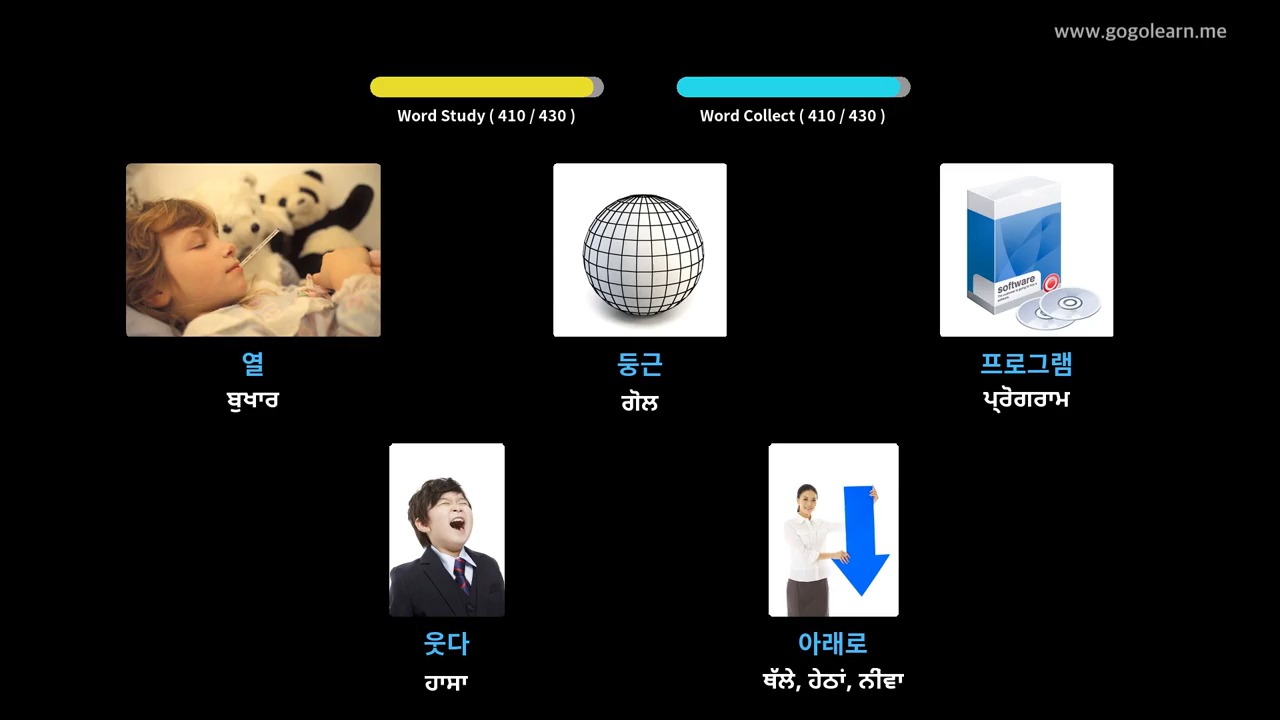 www.gogolearn.me
Word Study ( 410 / 430 )
Word Collect ( 410 / 430 )
software
열
둥근
프로그램
ਬੁਖਾਰ
ਗੋਲ
ਪ੍ਰੋਗਰਾਮ
웃다
아래로
ਹਾਸਾ
ਥੱਲੇ, ਹੇਠਾਂ, ਨੀਵਾ